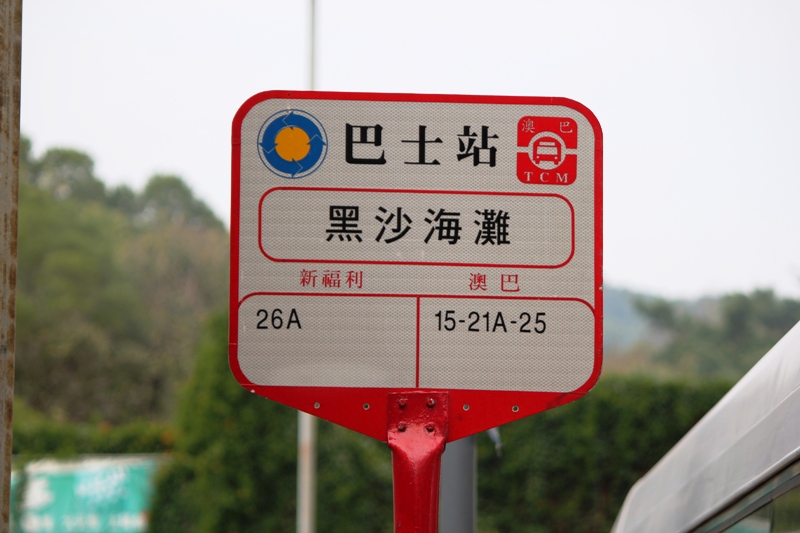 巴士站
澳 巴
TCM
黑沙海灘
新福利
澳巴
26A
15-21A-25